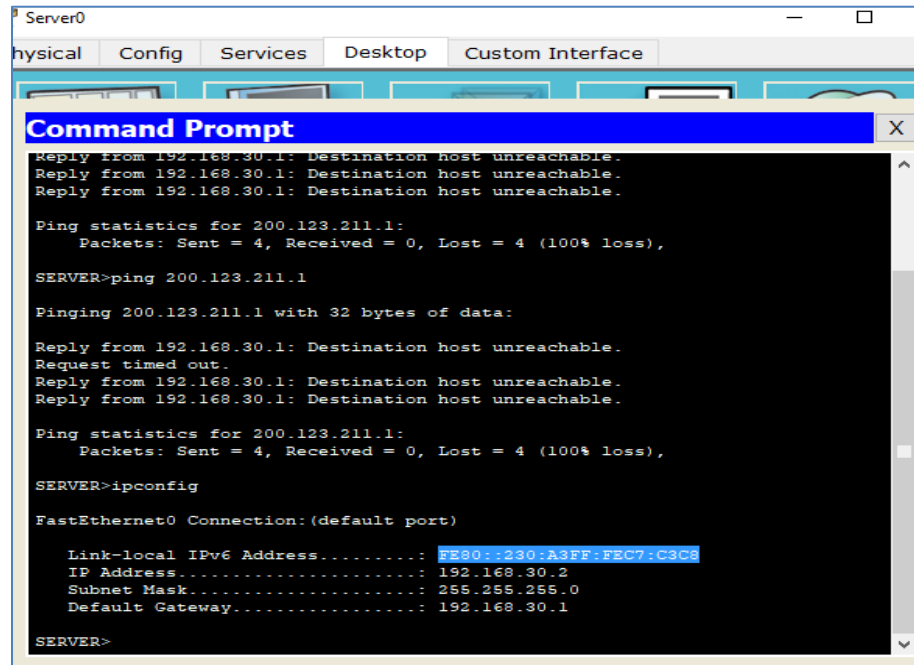 Server0
hysical Config Services Desktop Custom Interface
Command Prompt X
Reply from 192.168.30.1: Destination host unreachable.
Reply from 192.168.30.1: Destination host unreachable.
Reply from 192.168.30.1: Destination host unreachable.
Ping statistics for 200.123.211.1:
Packets: Sent = 4, Received = 0, Lost = 4 (100% loss),
SERVER>ping 200.123.211.1
Pinging 200.123.211.1 with 32 bytes of data:
Reply from 192.168.30.1: Destination host unreachable.
Request timed out.
Reply from 192.168.30.1: Destination host unreachable.
Reply from 192.168.30.1: Destination host unreachable.
Ping statistics for 200.123.211.1:
Packets: Sent = 4, Received = 0, Lost = 4 (100% loss),
SERVER>ipconfig
FastEthernet0 Connection:(default port)
Link-local IPv6 Address.........: FE80::230:A3FF:FEC7:C3C8
IP Address......................: 192.168.30.2
Subnet Mask.....................: 255.255.255.0
Default Gateway.................: 192.168.30.1
SERVER>